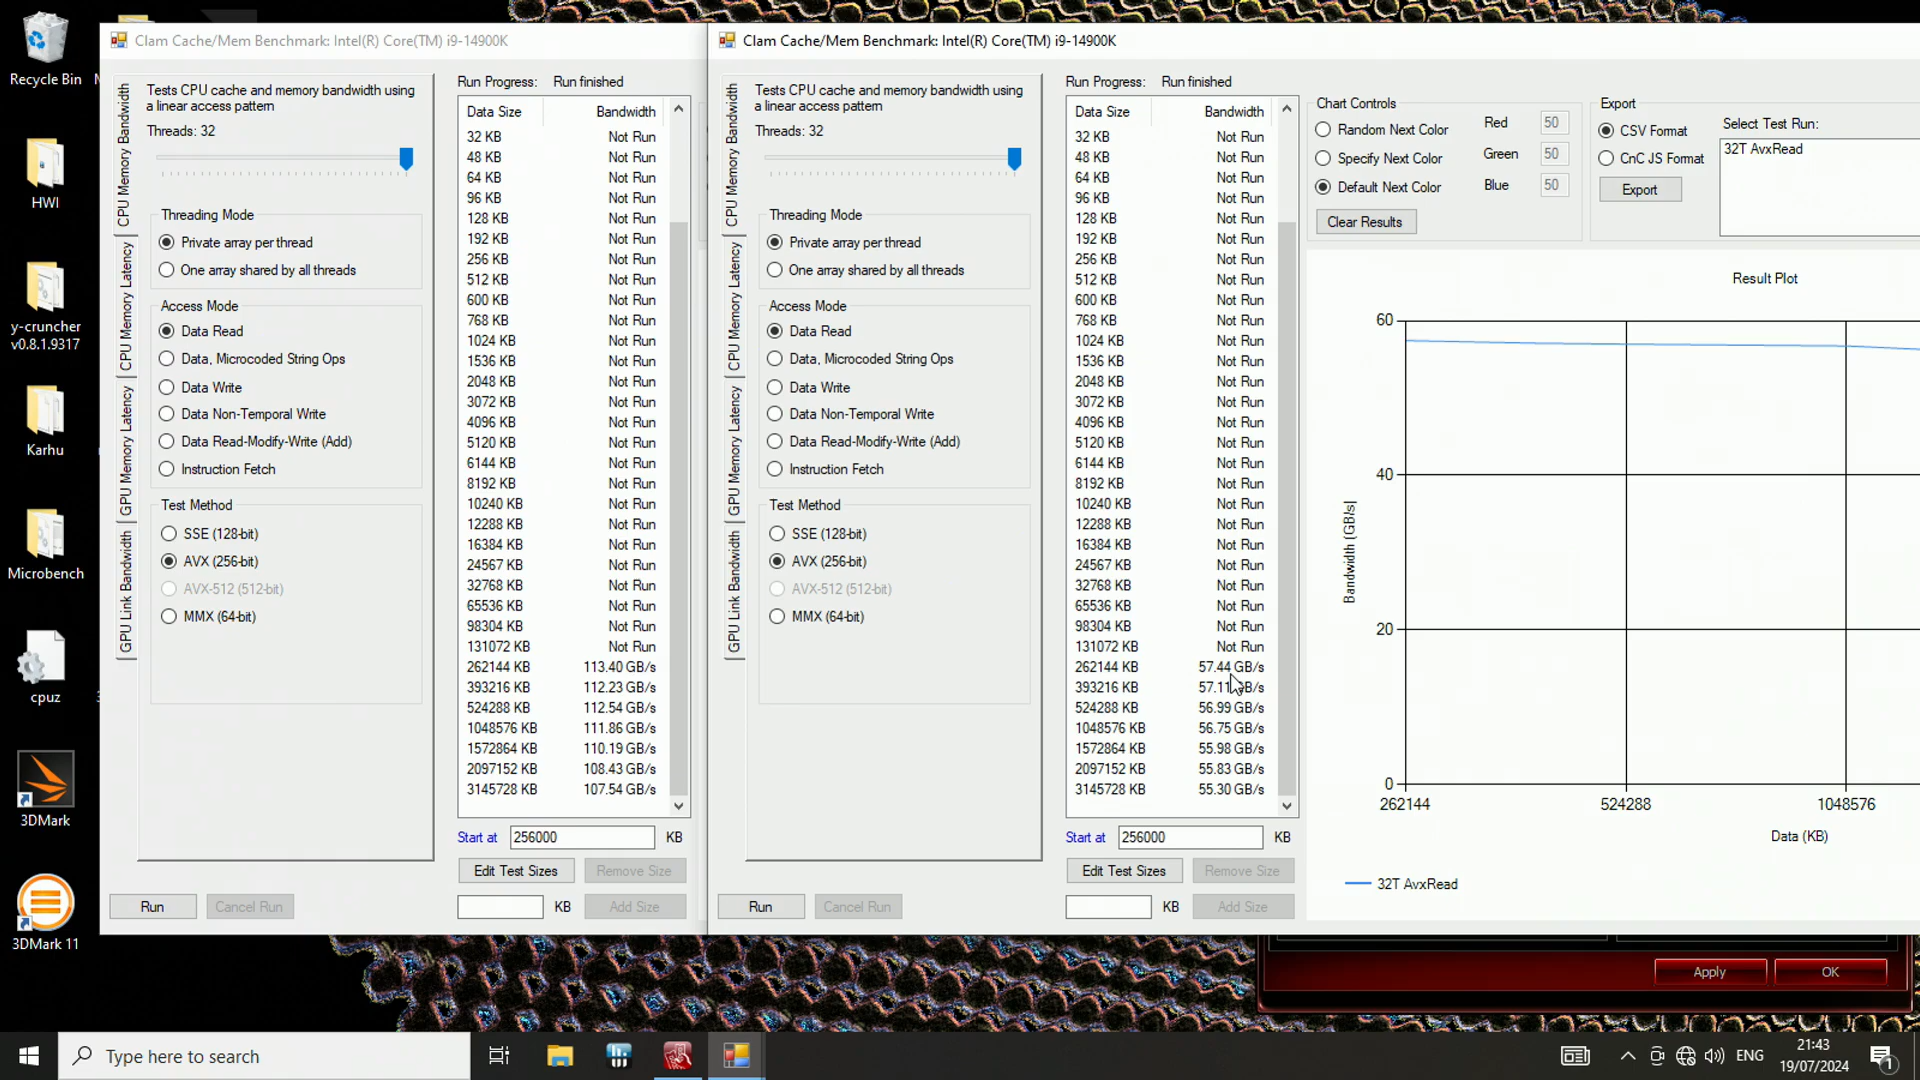 Recycle Bin
HWI
y-cruncher
v0.8.1.9317
Karhu
Microbench
cpuz
3DMark
3DMark 11
Clam Cache/Mem Benchmark: Intel(R) Core(TM) i9-14900K
CPU Memory Bandwidth
CPU Memory Latency
GPU Memory Latency
GPU Link Bandwidth
Tests CPU cache and memory bandwidth using
a linear access pattern
Threads: 32
Threading Mode
Private array per thread
One array shared by all threads
Access Mode
Data Read
Data, Microcoded String Ops
Data Write
Data Non-Temporal Write
Data Read-Modify-Write (Add)
Instruction Fetch
Test Method
SSE (128-bit)
AVX (256-bit)
AVX-512 (512-bit)
MMX (64-bit)
Run
Cancel Run
Run Progress: Run finished
Data Size Bandwidth
32 KB Not Run
48 KB Not Run
64 KB Not Run
96 KB Not Run
128 KB Not Run
192 KB Not Run
256 KB Not Run
512 KB Not Run
600 KB Not Run
768 KB Not Run
1024 KB Not Run
1536 KB Not Run
2048 KB Not Run
3072 KB Not Run
4096 KB Not Run
5120 KB Not Run
6144 KB Not Run
8192 KB Not Run
10240 KB Not Run
12288 KB Not Run
16384 KB Not Run
24567 KB Not Run
32768 KB Not Run
65536 KB Not Run
98304 KB Not Run
131072 KB Not Run
262144 KB 113.40 GB/s
393216 KB 112.23 GB/s
524288 KB 112.54 GB/s
1048576 KB 111.86 GB/s
1572864 KB 110.19 GB/s
2097152 KB 108.43 GB/s
3145728 KB 107.54 GB/s
Start at 256000 KB
Edit Test Sizes Remove Size
KB Add Size
Clam Cache/Mem Benchmark: Intel(R) Core(TM) i9-14900K
CPU Memory Bandwidth
CPU Memory Latency
GPU Memory Latency
GPU Link Bandwidth
Tests CPU cache and memory bandwidth using
a linear access pattern
Threads: 32
Threading Mode
Private array per thread
One array shared by all threads
Access Mode
Data Read
Data, Microcoded String Ops
Data Write
Data Non-Temporal Write
Data Read-Modify-Write (Add)
Instruction Fetch
Test Method
SSE (128-bit)
AVX (256-bit)
AVX-512 (512-bit)
MMX (64-bit)
Run
Cancel Run
Run Progress: Run finished
Data Size Bandwidth
32 KB Not Run
48 KB Not Run
64 KB Not Run
96 KB Not Run
128 KB Not Run
192 KB Not Run
256 KB Not Run
512 KB Not Run
600 KB Not Run
768 KB Not Run
1024 KB Not Run
1536 KB Not Run
2048 KB Not Run
3072 KB Not Run
4096 KB Not Run
5120 KB Not Run
6144 KB Not Run
8192 KB Not Run
10240 KB Not Run
12288 KB Not Run
16384 KB Not Run
24567 KB Not Run
32768 KB Not Run
65536 KB Not Run
98304 KB Not Run
131072 KB Not Run
262144 KB 57.44 GB/s
393216 KB 57.11 GB/s
524288 KB 56.99 GB/s
1048576 KB 56.75 GB/s
1572864 KB 55.98 GB/s
2097152 KB 55.83 GB/s
3145728 KB 55.30 GB/s
Start at 256000 KB
Edit Test Sizes Remove Size
KB Add Size
Chart Controls
Random Next Color
Specify Next Color
Default Next Color
Red 50
Green 50
Blue 50
Clear Results
Export
CSV Format
CnC JS Format
Export
Select Test Run:
32T AvxRead
Result Plot
60
40
20
0
Bandwidth (GB/s)
262144 524288 1048576
Data (KB)
32T AvxRead
Apply OK
Type here to search
ENG
21:43
19/07/2024
1